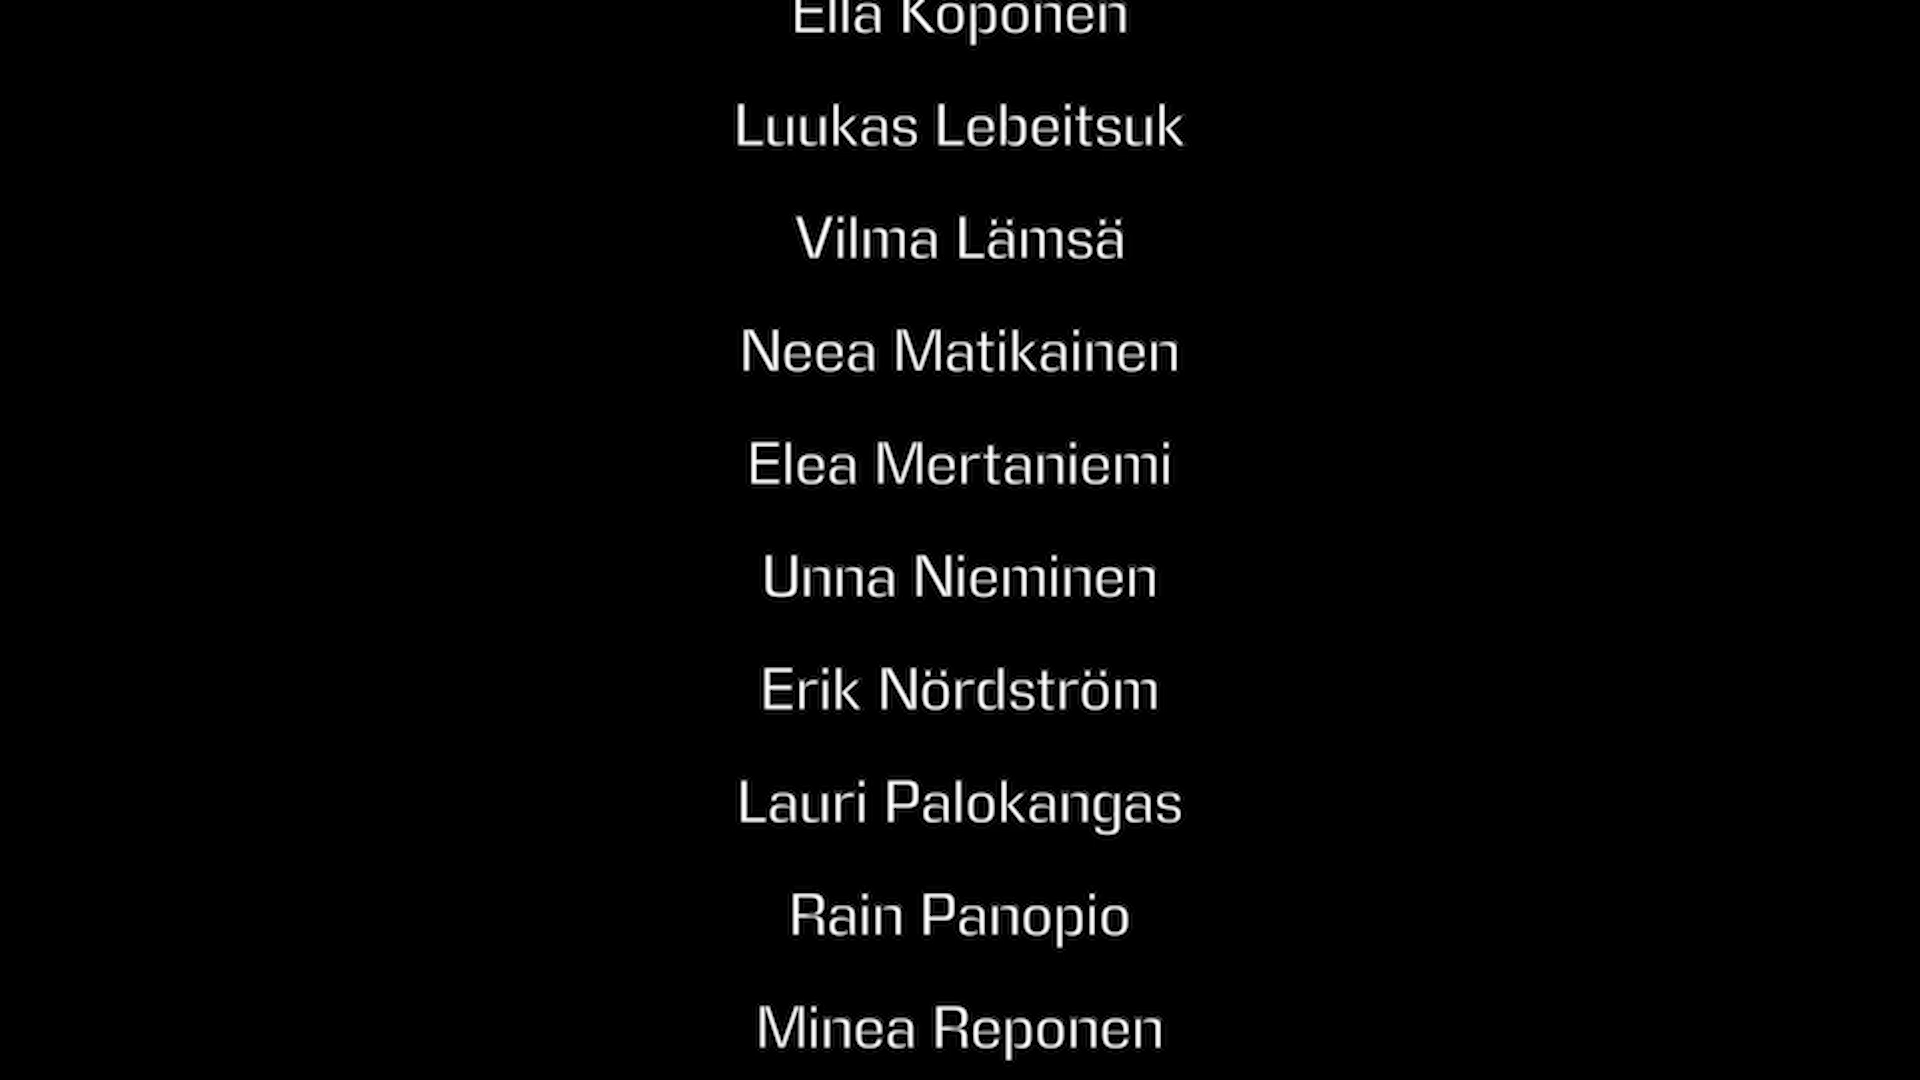 Ella Koponen
Luukas Lebeitsuk
Vilma Lämsä
Neea Matikainen
Elea Mertaniemi
Unna Nieminen
Erik Nördström
Lauri Palokangas
Rain Panopio
Minea Reponen